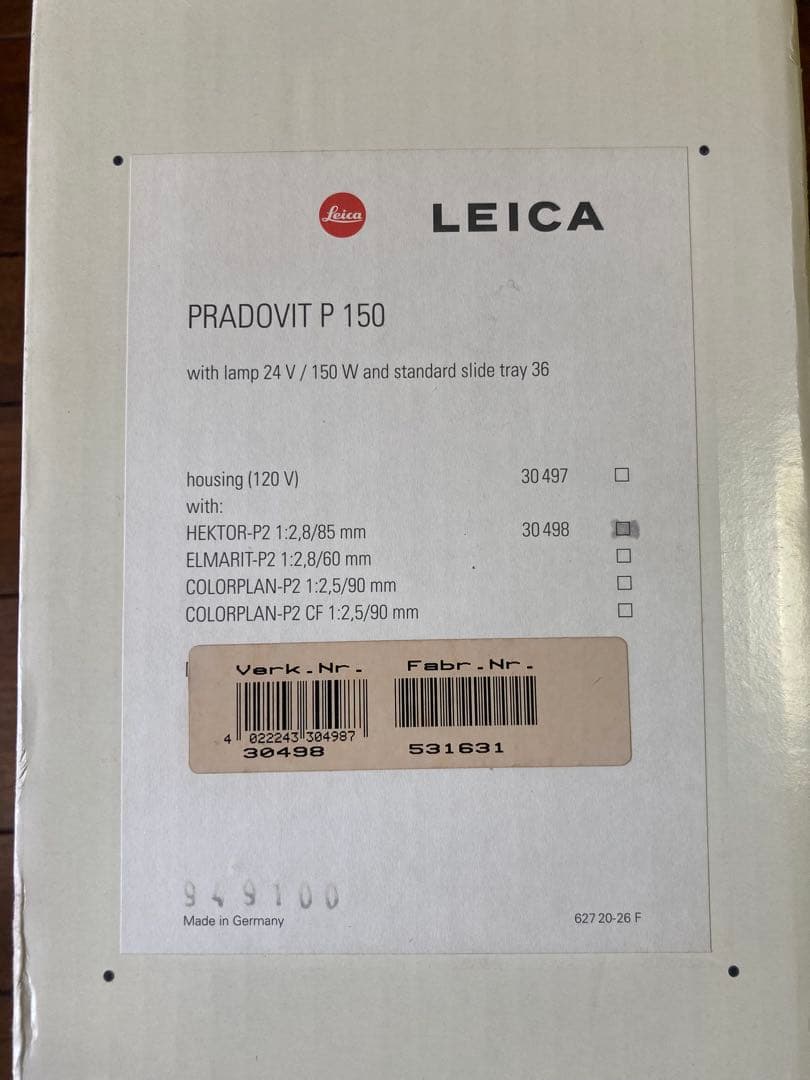 Leica LEICA
PRADOVIT P 150
with lamp 24 V / 150 W and standard slide tray 36
housing (120 V) 30 497
with:
HEKTOR-P2 1:2,8/85 mm 30 498
ELMARIT-P2 1:2,8/60 mm
COLORPLAN-P2 1:2,5/90 mm
COLORPLAN-P2 CF 1:2,5/90 mm
Verk.Nr. Fabr.Nr.
4 022243 304987
30498 531631
949100
Made in Germany 627 20-26 F